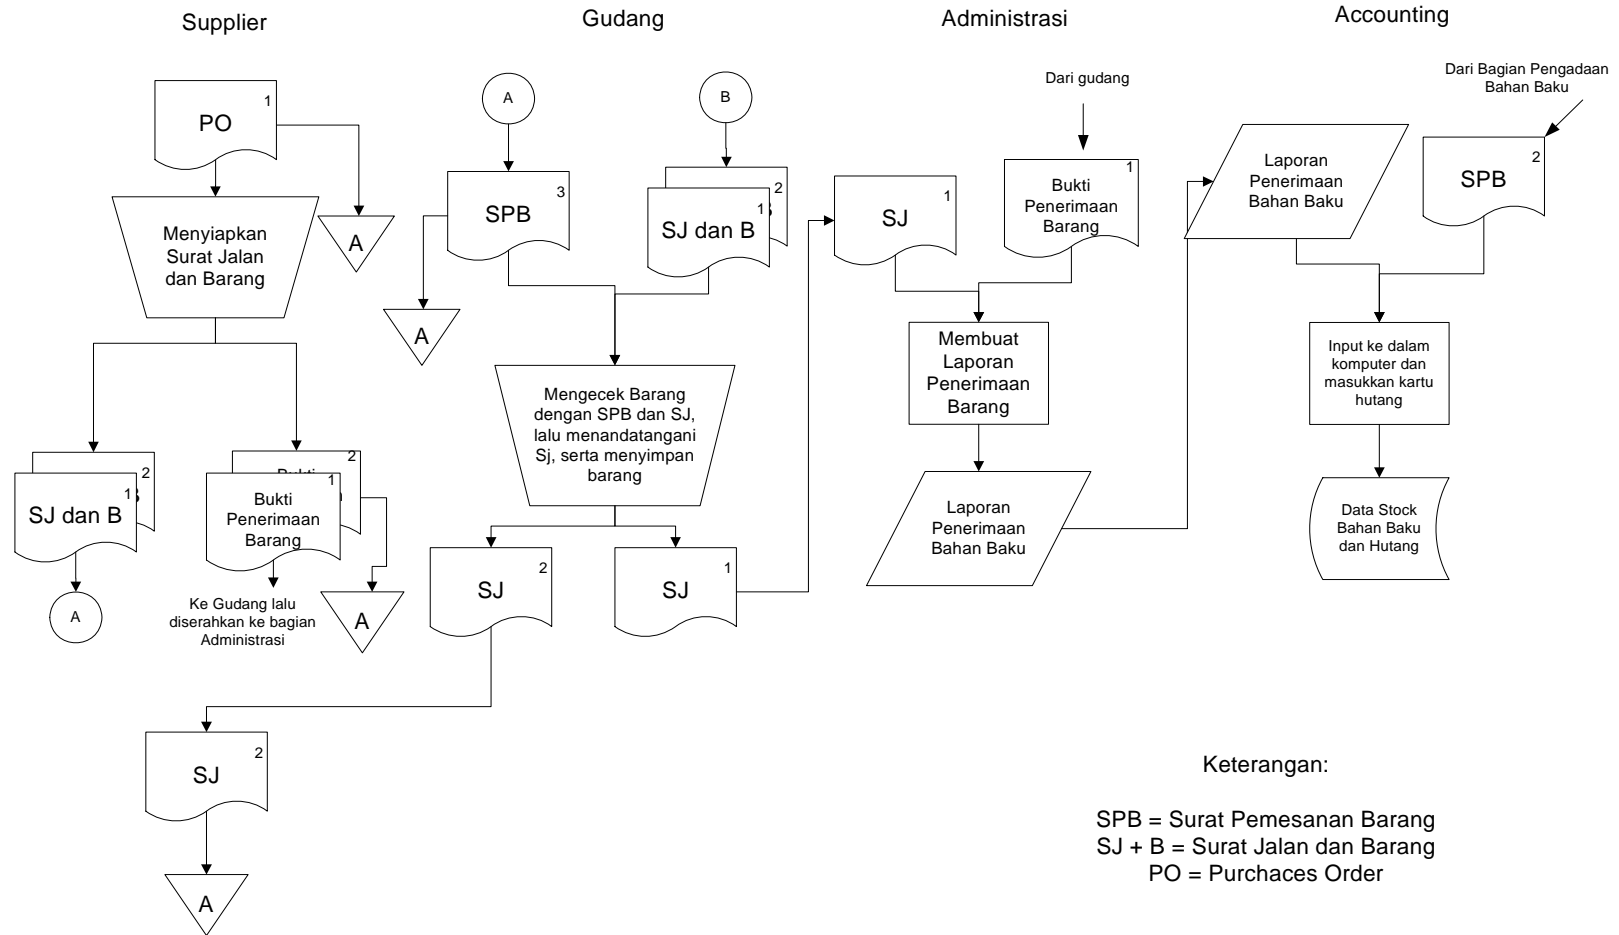 Supplier
Gudang
Administrasi
Accounting
1
PO
A
Menyiapkan
Surat Jalan
dan Barang
2
1
SJ dan B
A
2
Bukti
1
Bukti
Penerimaan
Barang
Ke Gudang lalu
diserahkan ke bagian
Administrasi
A
2
SJ
A
A
3
SPB
A
B
2
1
SJ dan B
Mengecek Barang
dengan SPB dan SJ,
lalu menandatangani
Sj, serta menyimpan
barang
2
SJ
1
SJ
Dari gudang
1
SJ
1
Bukti
Penerimaan
Barang
Membuat
Laporan
Penerimaan
Barang
Laporan
Penerimaan
Bahan Baku
Dari Bagian Pengadaan
Bahan Baku
Laporan
Penerimaan
Bahan Baku
2
SPB
Input ke dalam
komputer dan
masukkan kartu
hutang
Data Stock
Bahan Baku
dan Hutang
Keterangan:
SPB = Surat Pemesanan Barang
SJ + B = Surat Jalan dan Barang
PO = Purchaces Order